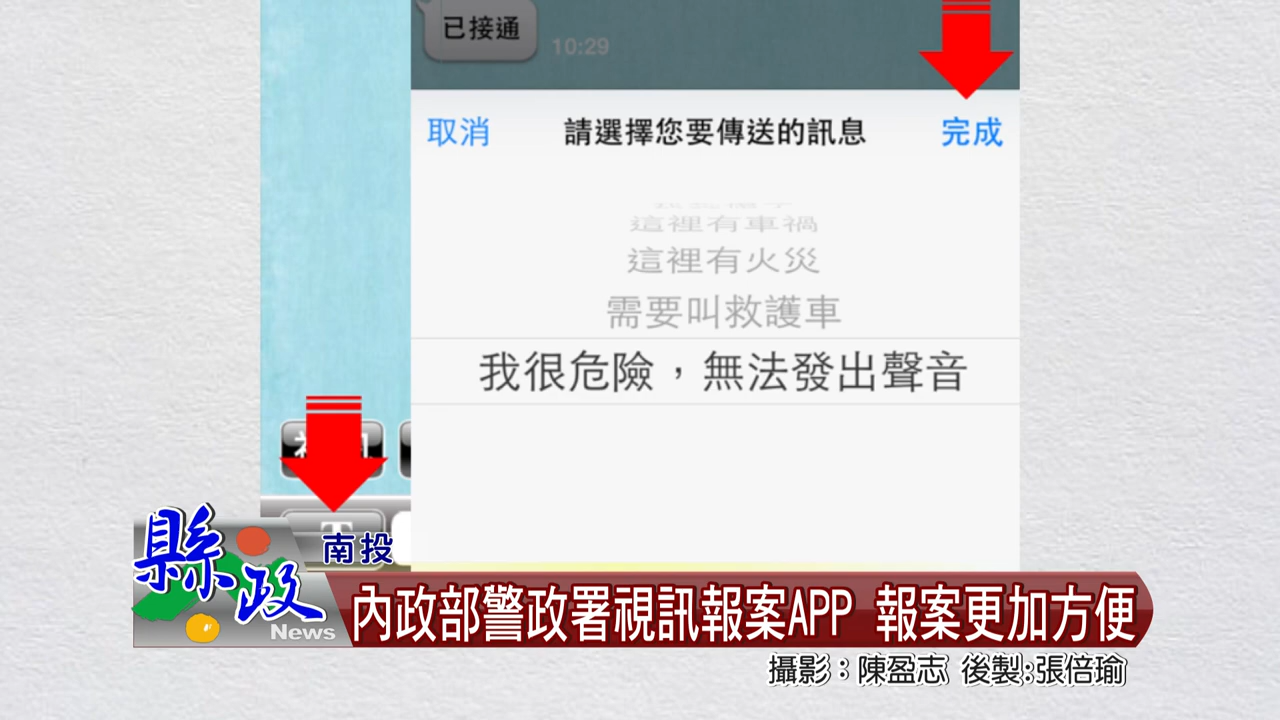 已接通
10:29
取消 請選擇您要傳送的訊息 完成
這裡有車禍
這裡有火災
需要叫救護車
我很危險，無法發出聲音
T
縣政
News
南投
內政部警政署視訊報案APP 報案更加方便
攝影：陳盈志 後製:張倍瑜